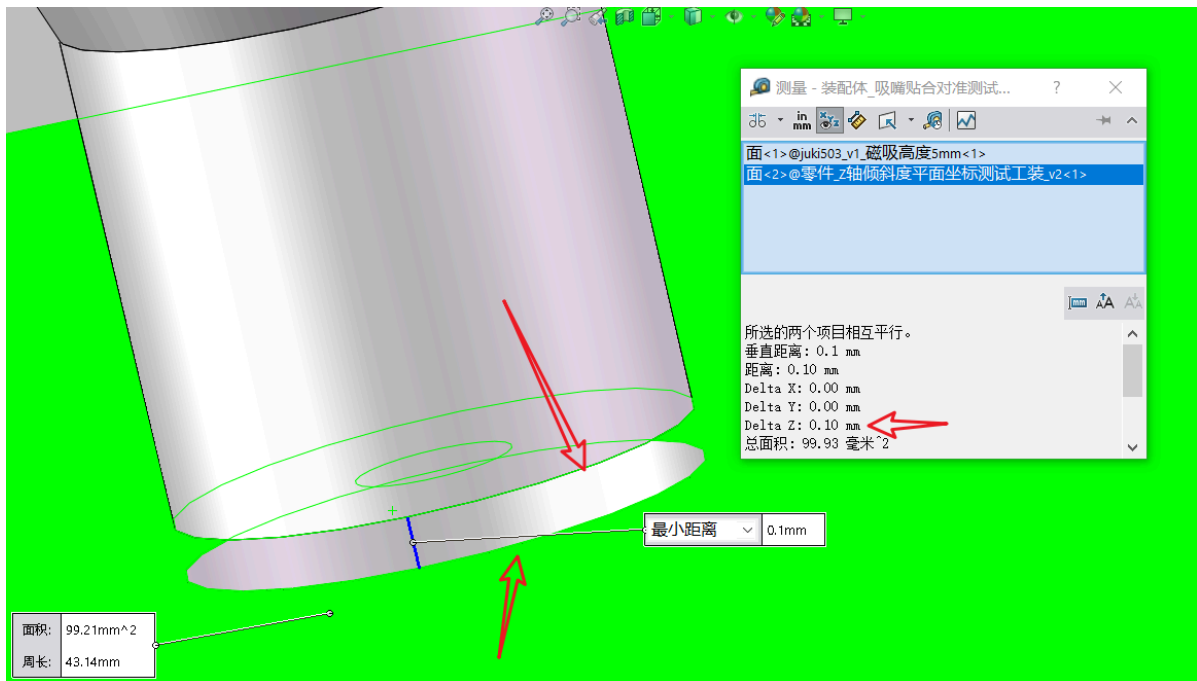 测量 - 装配体_吸嘴贴合对准测试...
?
in
mm
面<1>@juki503_v1_磁吸高度5mm<1>
面<2>@零件_Z轴倾斜度平面坐标测试工装_v2<1>
所选的两个项目相互平行。
垂直距离: 0.1 mm
距离: 0.10 mm
Delta X: 0.00 mm
Delta Y: 0.00 mm
Delta Z: 0.10 mm
总面积: 99.93 毫米^2
最小距离 0.1mm
面积: 99.21mm^2
周长: 43.14mm